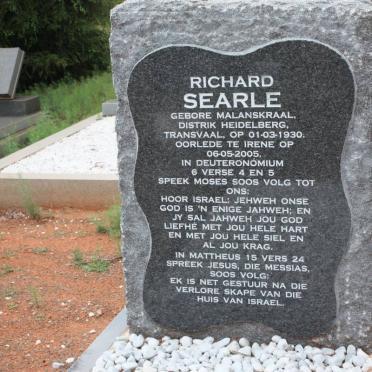 RICHARD
SEARLE
GEBORE MALANSKRAAL,
DISTRIK HEIDELBERG,
TRANSVAAL, OP 01-03-1930.
OORLEDE TE IRENE OP
06-05-2005.
IN DEUTERONOMIUM
6 VERSE 4 EN 5
SPEEK MOSES SOOS VOLG TOT
ONS:
HOOR ISRAEL: JEHWEH ONSE
GOD IS 'N ENIGE JAHWEH; EN
JY SAL JAHWEH JOU GOD
LIEFHÉ MET JOU HELE HART
EN MET JOU HELE SIEL EN
AL JOU KRAG.
IN MATTHEUS 15 VERS 24
SPREEK JESUS, DIE MESSIAS,
SOOS VOLG:
EK IS NET GESTUUR NA DIE
VERLORE SKAPE VAN DIE
HUIS VAN ISRAEL.